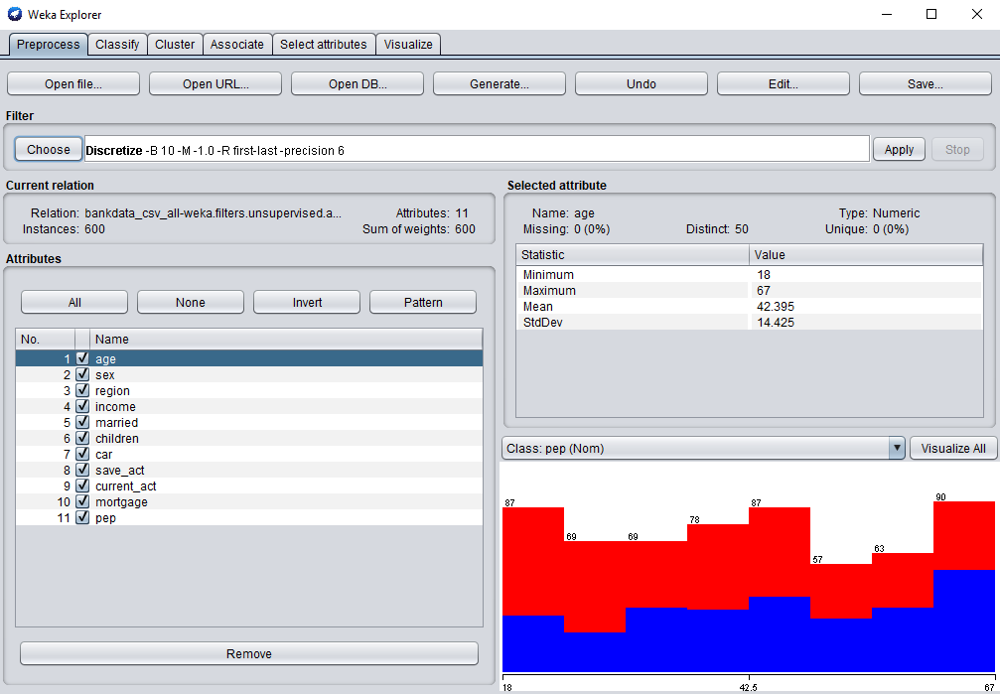 Weka Explorer
Preprocess Classify Cluster Associate Select attributes Visualize
Open file... Open URL... Open DB... Generate... Undo Edit... Save...
Filter
Choose Discretize -B 10 -M -1.0 -R first-last -precision 6 Apply Stop
Current relation
Relation: bankdata_csv_all-weka.filters.unsupervised.a... Attributes: 11
Instances: 600 Sum of weights: 600
Attributes
All None Invert Pattern
No. Name
1 age
2 sex
3 region
4 income
5 married
6 children
7 car
8 save_act
9 current_act
10 mortgage
11 pep
Remove
Selected attribute
Name: age Type: Numeric
Missing: 0 (0%) Distinct: 50 Unique: 0 (0%)
Statistic Value
Minimum 18
Maximum 67
Mean 42.395
StdDev 14.425
Class: pep (Nom) Visualize All
87 69 69 78 87 57 63 90
18 42.5 67